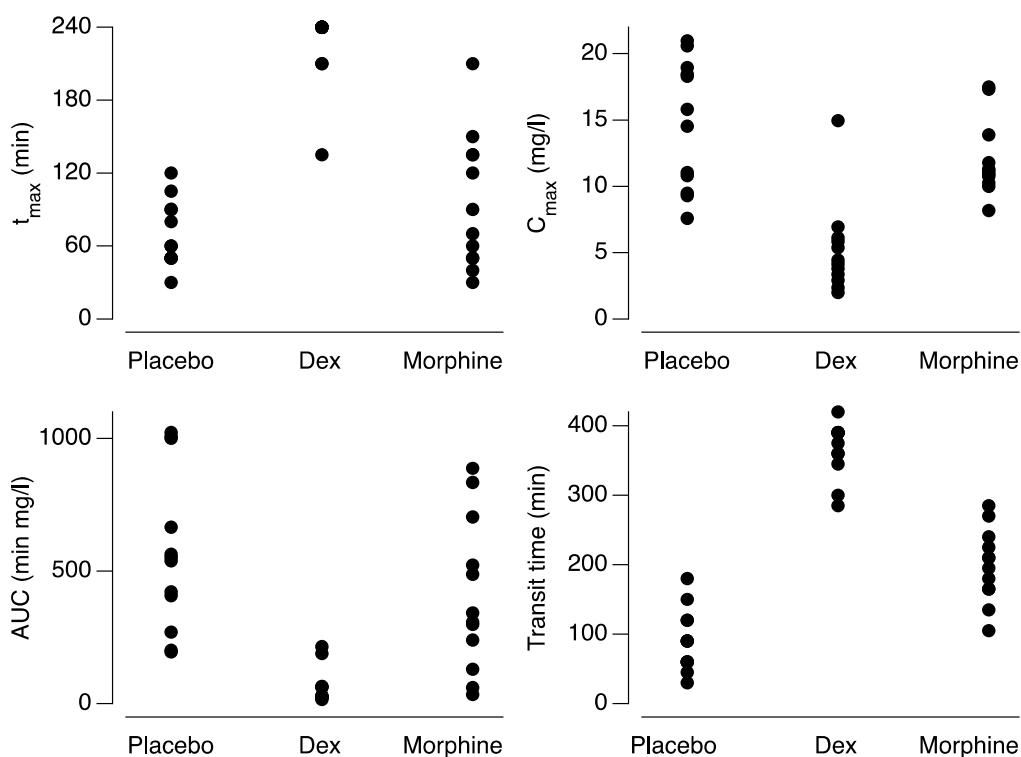 t_max (min)
240
180
120
60
0
Placebo Dex Morphine
C_max (mg/l)
20
15
10
5
0
Placebo Dex Morphine
AUC (min mg/l)
1000
500
0
Placebo Dex Morphine
Transit time (min)
400
300
200
100
0
Placebo Dex Morphine